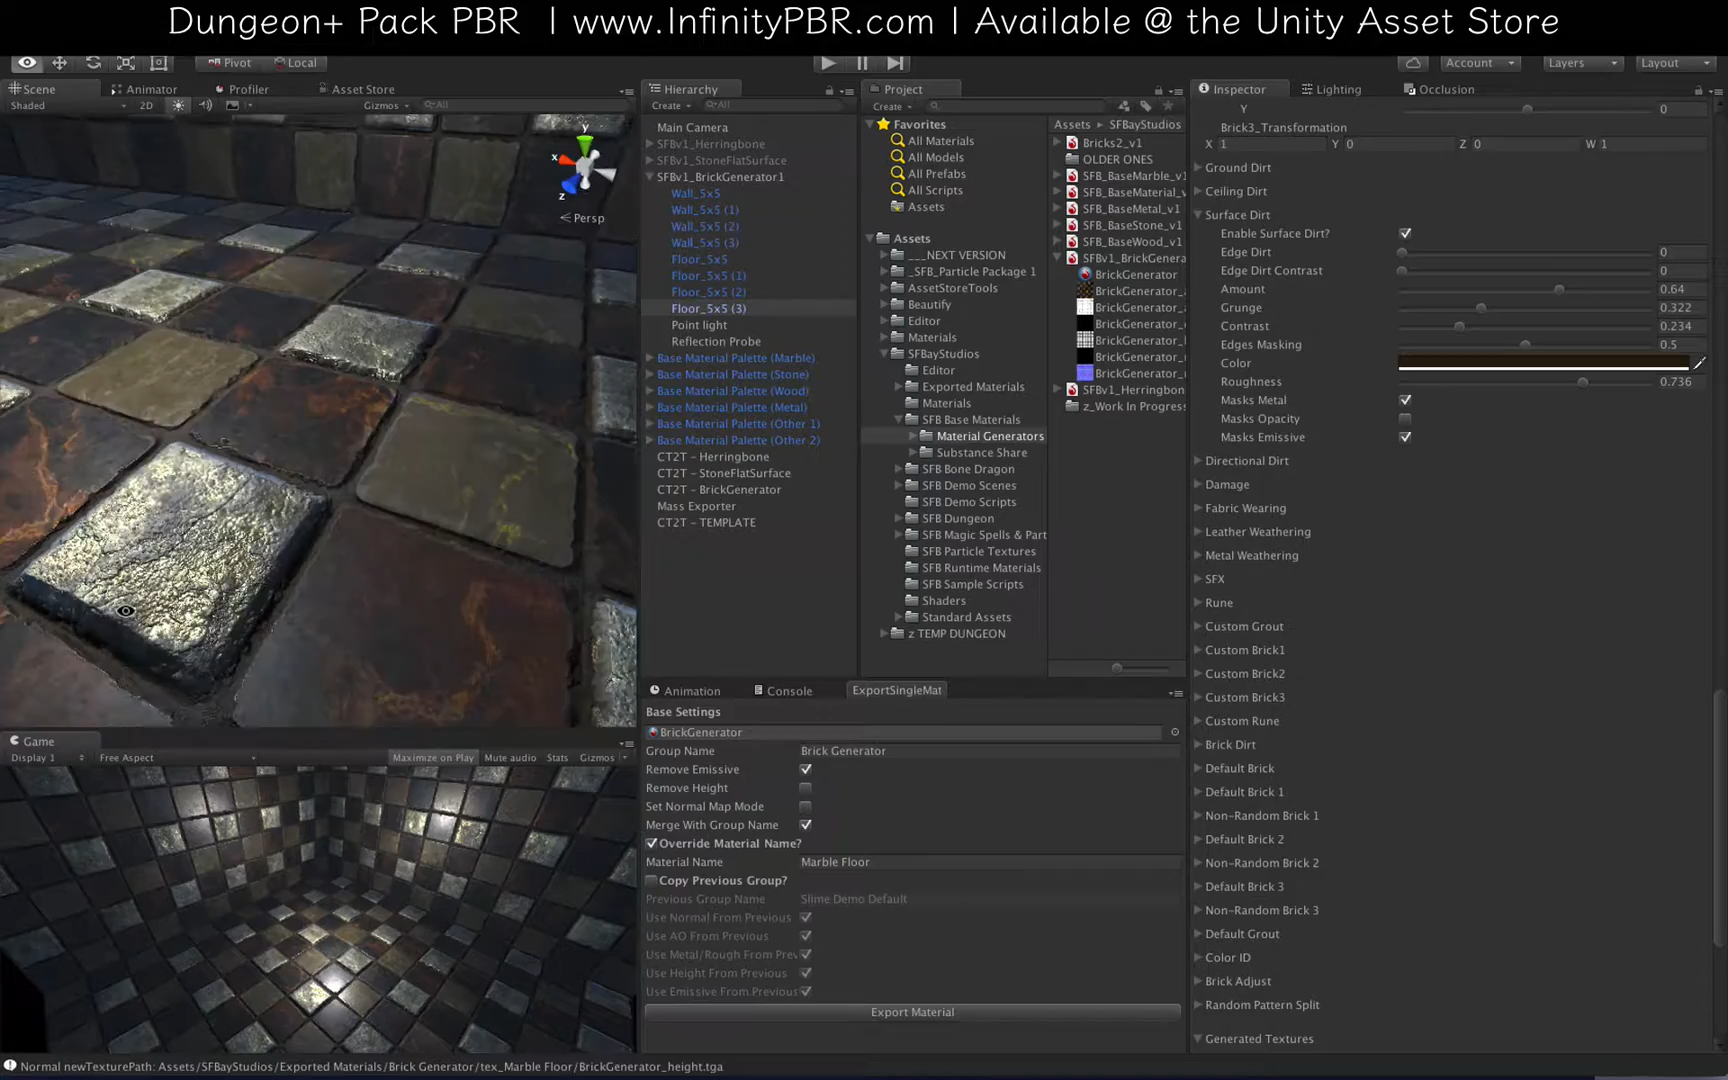 Dungeon+ Pack PBR | www.InfinityPBR.com | Available @ the Unity Asset Store
Pivot Local Account Layers Layout
Scene Animator Profiler Asset Store
Shaded 2D Gizmos All
y
x
z
Persp
Game
Display 1 Free Aspect Maximize on Play Mute audio Stats Gizmos
Hierarchy
Create All
Main Camera
SFBv1_Herringbone
SFBv1_StoneFlatSurface
SFBv1_BrickGenerator1
Wall_5x5
Wall_5x5 (1)
Wall_5x5 (2)
Wall_5x5 (3)
Floor_5x5
Floor_5x5 (1)
Floor_5x5 (2)
Floor_5x5 (3)
Point light
Reflection Probe
Base Material Palette (Marble)
Base Material Palette (Stone)
Base Material Palette (Wood)
Base Material Palette (Metal)
Base Material Palette (Other 1)
Base Material Palette (Other 2)
CT2T - Herringbone
CT2T - StoneFlatSurface
CT2T - BrickGenerator
Mass Exporter
CT2T - TEMPLATE
Project
Create
Favorites
All Materials
All Models
All Prefabs
All Scripts
Assets
Assets
___NEXT VERSION
_SFB_Particle Package 1
AssetStoreTools
Beautify
Editor
Materials
SFBayStudios
Editor
Exported Materials
Materials
SFB Base Materials
Material Generators
Substance Share
SFB Bone Dragon
SFB Demo Scenes
SFB Demo Scripts
SFB Dungeon
SFB Magic Spells & Part
SFB Particle Textures
SFB Runtime Materials
SFB Sample Scripts
Shaders
Standard Assets
z TEMP DUNGEON
Assets SFBayStudios
Bricks2_v1
OLDER ONES
SFB_BaseMarble_v1
SFB_BaseMaterial_v
SFB_BaseMetal_v1
SFB_BaseStone_v1
SFB_BaseWood_v1
SFBv1_BrickGenera
BrickGenerator
BrickGenerator_
BrickGenerator_
BrickGenerator_
BrickGenerator_
BrickGenerator_
BrickGenerator_
SFBv1_Herringbon
z_Work In Progres
Animation Console ExportSingleMat
Base Settings
BrickGenerator
Group Name Brick Generator
Remove Emissive
Remove Height
Set Normal Map Mode
Merge With Group Name
Override Material Name?
Material Name Marble Floor
Copy Previous Group?
Previous Group Name Slime Demo Default
Use Normal From Previous
Use AO From Previous
Use Metal/Rough From Prev
Use Height From Previous
Use Emissive From Previous
Export Material
Inspector Lighting Occlusion
Y 0
Brick3_Transformation
X 1 Y 0 Z 0 W 1
Ground Dirt
Ceiling Dirt
Surface Dirt
Enable Surface Dirt?
Edge Dirt 0
Edge Dirt Contrast 0
Amount 0.64
Grunge 0.322
Contrast 0.234
Edges Masking 0.5
Color
Roughness 0.736
Masks Metal
Masks Opacity
Masks Emissive
Directional Dirt
Damage
Fabric Wearing
Leather Weathering
Metal Weathering
SFX
Rune
Custom Grout
Custom Brick1
Custom Brick2
Custom Brick3
Custom Rune
Brick Dirt
Default Brick
Default Brick 1
Non-Random Brick 1
Default Brick 2
Non-Random Brick 2
Default Brick 3
Non-Random Brick 3
Default Grout
Color ID
Brick Adjust
Random Pattern Split
Generated Textures
Normal newTexturePath: Assets/SFBayStudios/Exported Materials/Brick Generator/tex_Marble Floor/BrickGenerator_height.tga